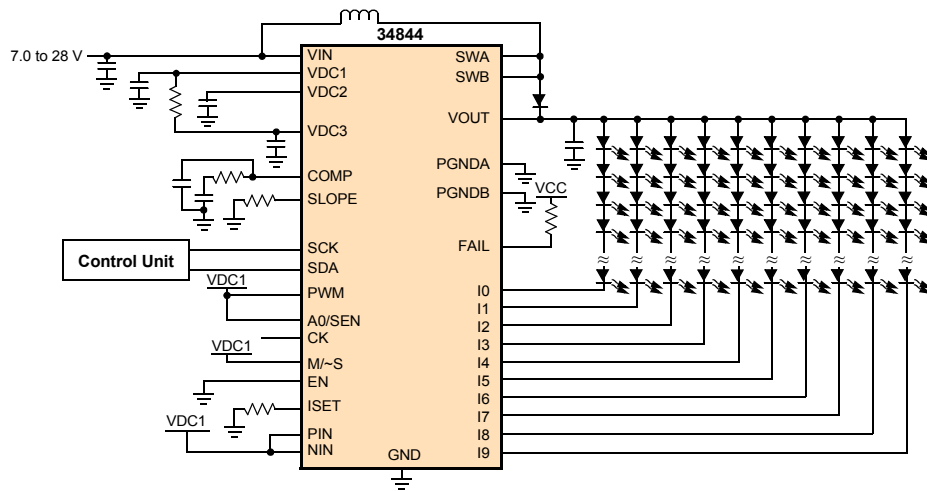 34844
7.0 to 28 V
VIN
VDC1
VDC2
VDC3
COMP
SLOPE
Control Unit
SCK
SDA
VDC1
PWM
A0/SEN
CK
VDC1
M/~S
EN
ISET
VDC1
PIN
NIN
GND
SWA
SWB
VOUT
PGNDA
PGNDB
VCC
FAIL
I0
I1
I2
I3
I4
I5
I6
I7
I8
I9